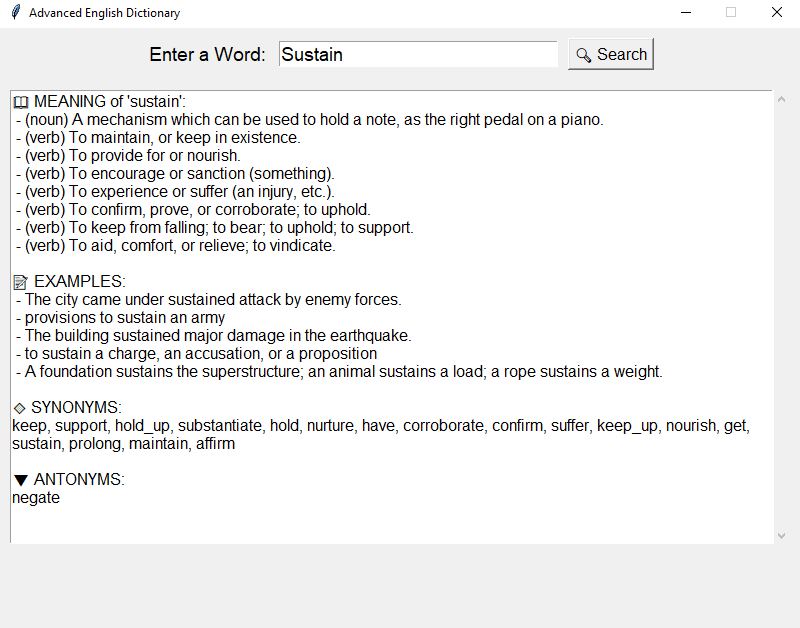 Advanced English Dictionary
Enter a Word: Sustain 🔍 Search
📖 MEANING of 'sustain':
- (noun) A mechanism which can be used to hold a note, as the right pedal on a piano.
- (verb) To maintain, or keep in existence.
- (verb) To provide for or nourish.
- (verb) To encourage or sanction (something).
- (verb) To experience or suffer (an injury, etc.).
- (verb) To confirm, prove, or corroborate; to uphold.
- (verb) To keep from falling; to bear; to uphold; to support.
- (verb) To aid, comfort, or relieve; to vindicate.
📝 EXAMPLES:
- The city came under sustained attack by enemy forces.
- provisions to sustain an army
- The building sustained major damage in the earthquake.
- to sustain a charge, an accusation, or a proposition
- A foundation sustains the superstructure; an animal sustains a load; a rope sustains a weight.
🔸 SYNONYMS:
keep, support, hold_up, substantiate, hold, nurture, have, corroborate, confirm, suffer, keep_up, nourish, get,
sustain, prolong, maintain, affirm
▼ ANTONYMS:
negate